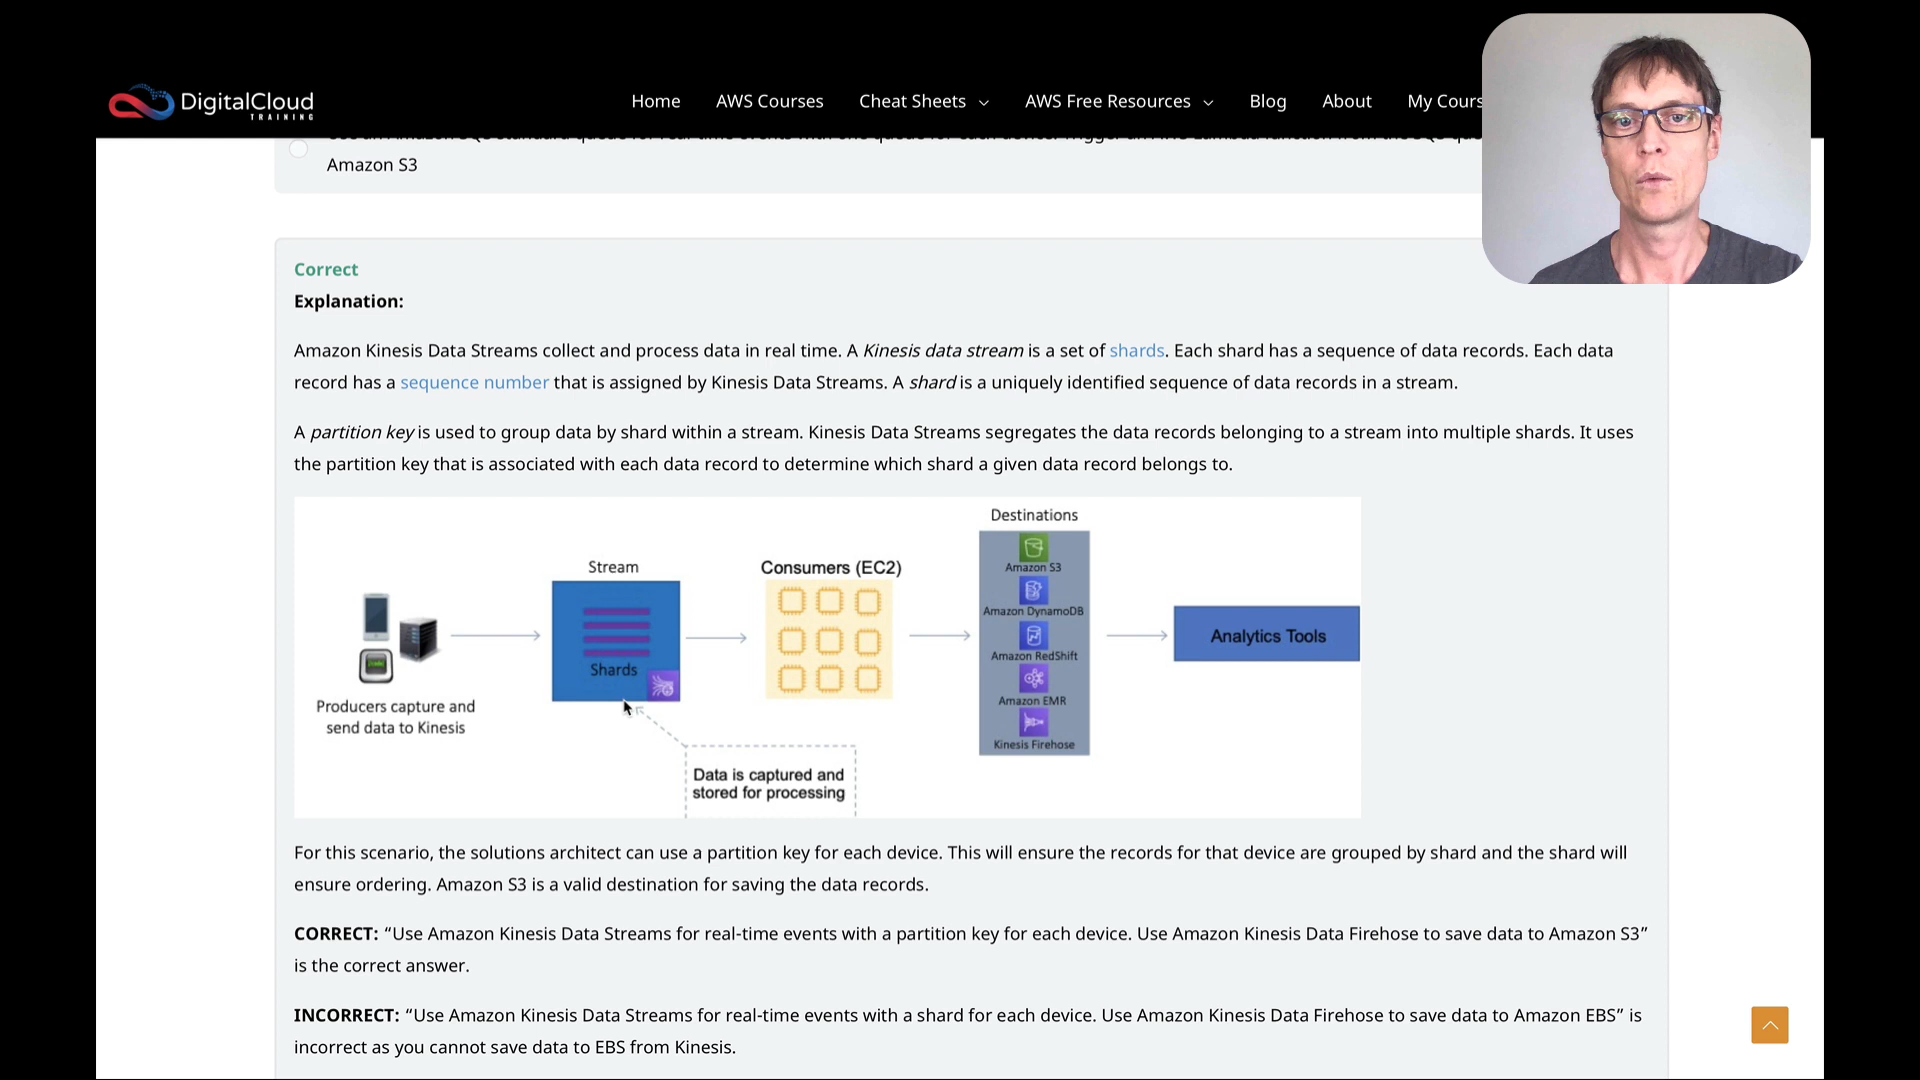 DigitalCloud
TRAINING
Home
AWS Courses
Cheat Sheets
AWS Free Resources
Blog
About
My Cours
Amazon S3
Correct
Explanation:
Amazon Kinesis Data Streams collect and process data in real time. A Kinesis data stream is a set of shards. Each shard has a sequence of data records. Each data
record has a sequence number that is assigned by Kinesis Data Streams. A shard is a uniquely identified sequence of data records in a stream.
A partition key is used to group data by shard within a stream. Kinesis Data Streams segregates the data records belonging to a stream into multiple shards. It uses
the partition key that is associated with each data record to determine which shard a given data record belongs to.
Producers capture and
send data to Kinesis
Stream
Shards
Data is captured and
stored for processing
Consumers (EC2)
Destinations
Amazon S3
Amazon DynamoDB
Amazon RedShift
Amazon EMR
Kinesis Firehose
Analytics Tools
For this scenario, the solutions architect can use a partition key for each device. This will ensure the records for that device are grouped by shard and the shard will
ensure ordering. Amazon S3 is a valid destination for saving the data records.
CORRECT: “Use Amazon Kinesis Data Streams for real-time events with a partition key for each device. Use Amazon Kinesis Data Firehose to save data to Amazon S3”
is the correct answer.
INCORRECT: “Use Amazon Kinesis Data Streams for real-time events with a shard for each device. Use Amazon Kinesis Data Firehose to save data to Amazon EBS” is
incorrect as you cannot save data to EBS from Kinesis.